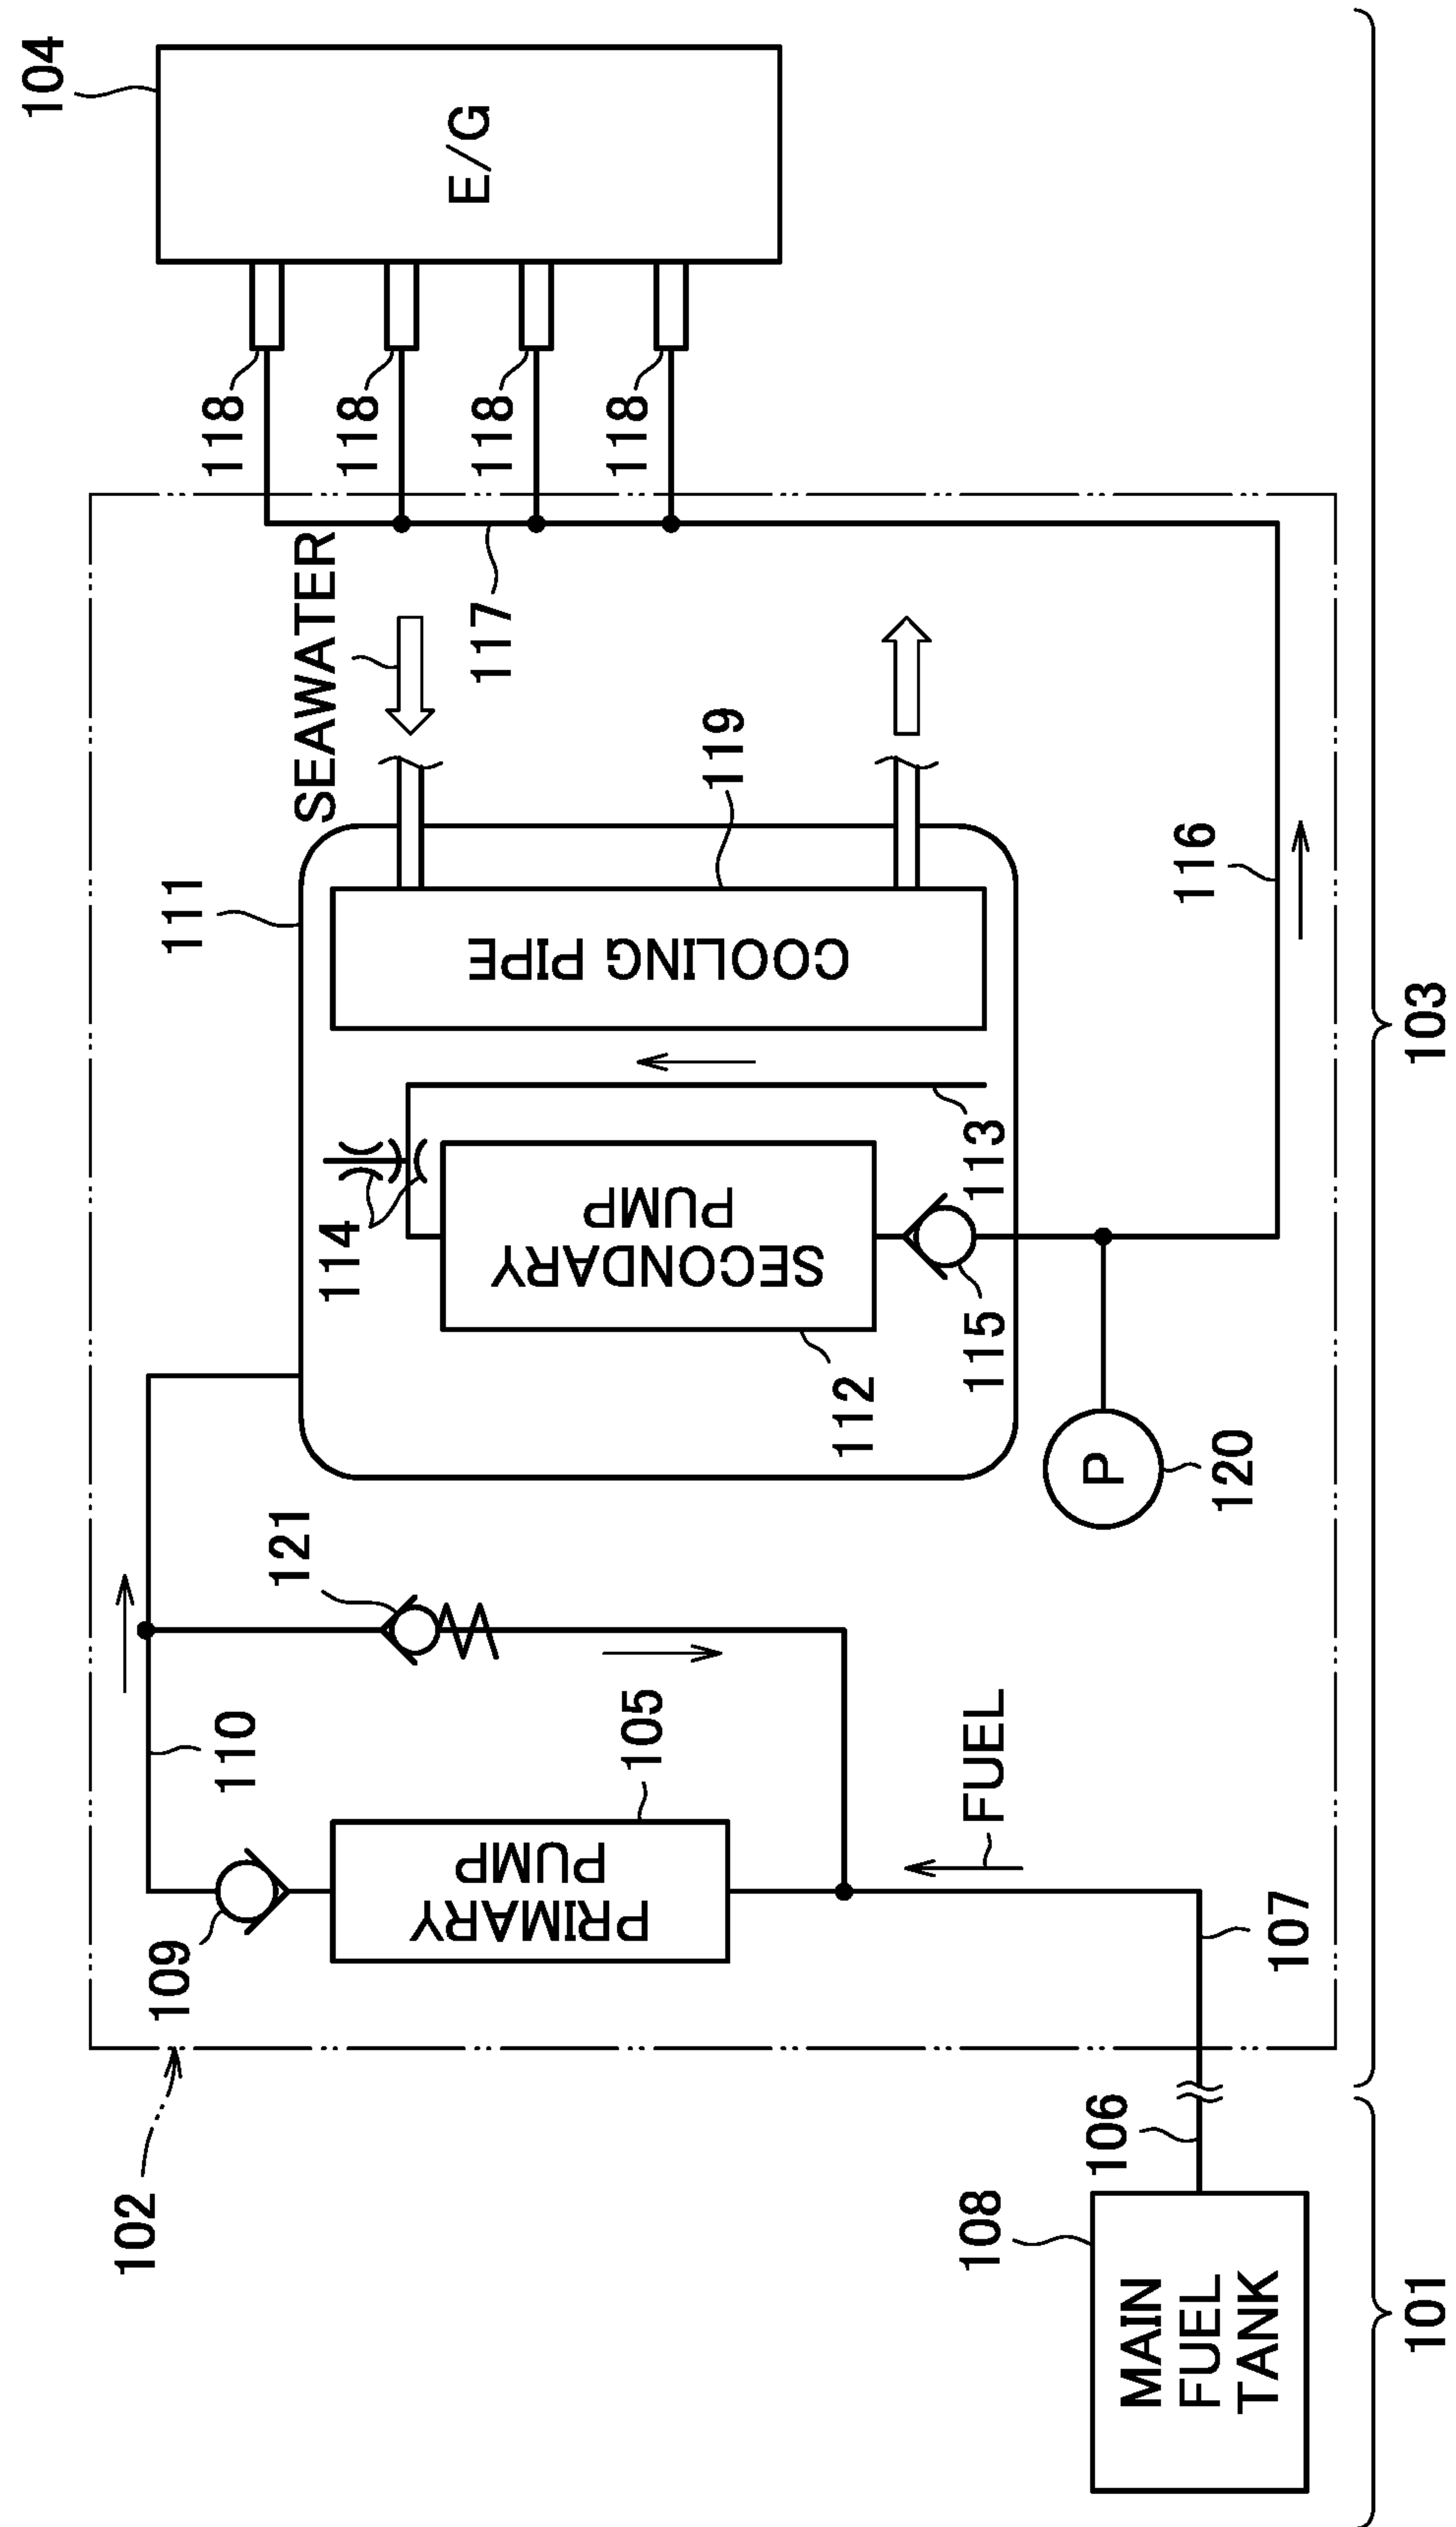 104
E/G
118
118
118
118
SEAWATER
117
119
111
COOLING PIPE
116
103
113
114
SECONDARY
PUMP
115
112
P
120
121
110
105
FUEL
PRIMARY
PUMP
109
107
102
106
108
MAIN
FUEL
TANK
101